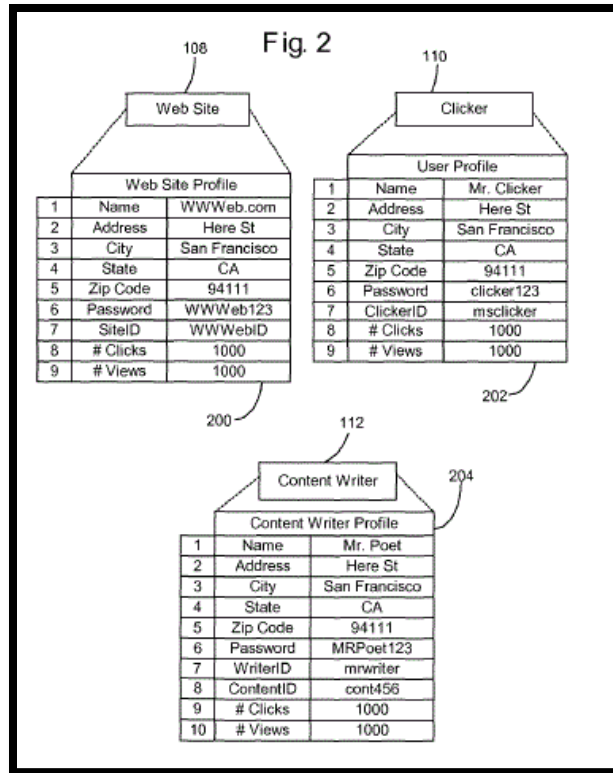 Fig. 2
108
Web Site
Web Site Profile
1 Name WWWeb.com
2 Address Here St
3 City San Francisco
4 State CA
5 Zip Code 94111
6 Password WWWeb123
7 SiteID WWWebID
8 # Clicks 1000
9 # Views 1000
200
110
Clicker
User Profile
1 Name Mr. Clicker
2 Address Here St
3 City San Francisco
4 State CA
5 Zip Code 94111
6 Password clicker123
7 ClickerID msclicker
8 # Clicks 1000
9 # Views 1000
202
112
Content Writer
204
Content Writer Profile
1 Name Mr. Poet
2 Address Here St
3 City San Francisco
4 State CA
5 Zip Code 94111
6 Password MRPoet123
7 WriterID mrwriter
8 ContentID cont456
9 # Clicks 1000
10 # Views 1000